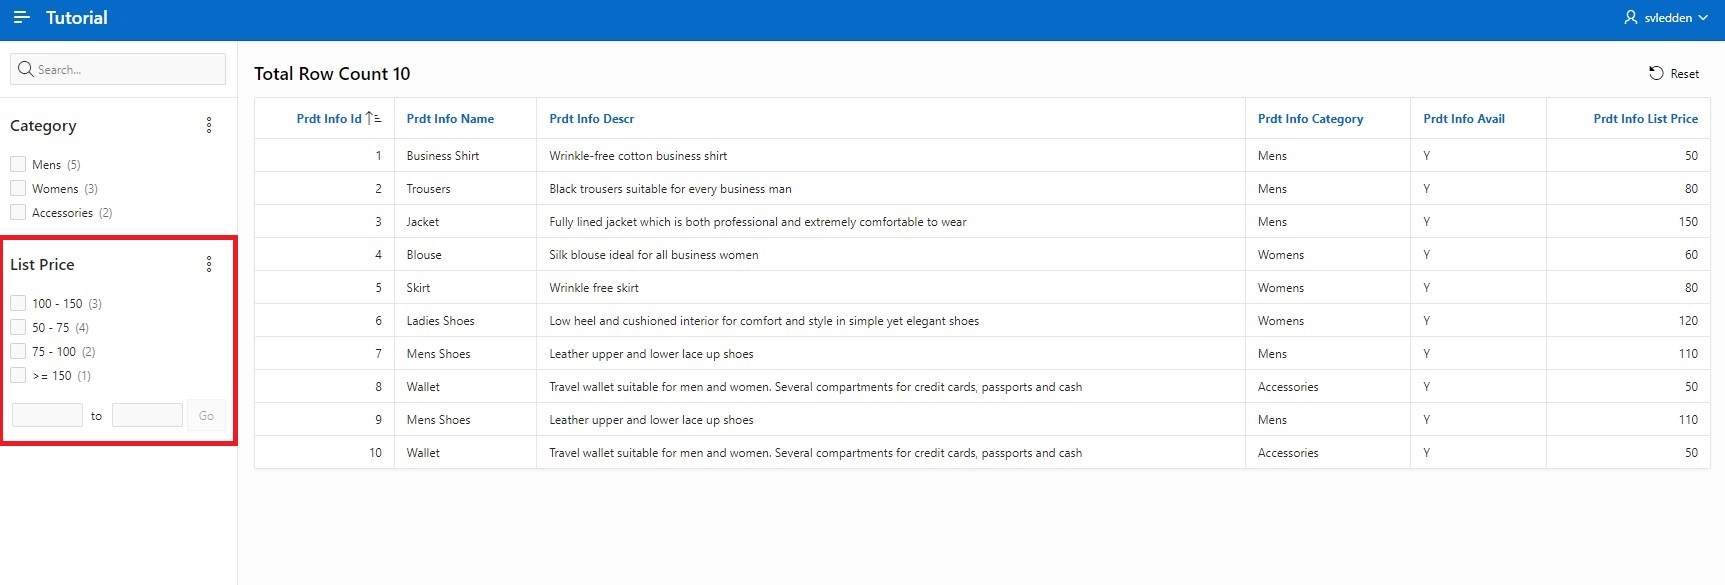 Tutorial
svledden
Search...
Category
Mens (5)
Womens (3)
Accessories (2)
List Price
100 - 150 (3)
50 - 75 (4)
75 - 100 (2)
>= 150 (1)
to Go
Total Row Count 10
Reset
Prdt Info Id Prdt Info Name Prdt Info Descr Prdt Info Category Prdt Info Avail Prdt Info List Price
1 Business Shirt Wrinkle-free cotton business shirt Mens Y 50
2 Trousers Black trousers suitable for every business man Mens Y 80
3 Jacket Fully lined jacket which is both professional and extremely comfortable to wear Mens Y 150
4 Blouse Silk blouse ideal for all business women Womens Y 60
5 Skirt Wrinkle free skirt Womens Y 80
6 Ladies Shoes Low heel and cushioned interior for comfort and style in simple yet elegant shoes Womens Y 120
7 Mens Shoes Leather upper and lower lace up shoes Mens Y 110
8 Wallet Travel wallet suitable for men and women. Several compartments for credit cards, passports and cash Accessories Y 50
9 Mens Shoes Leather upper and lower lace up shoes Mens Y 110
10 Wallet Travel wallet suitable for men and women. Several compartments for credit cards, passports and cash Accessories Y 50